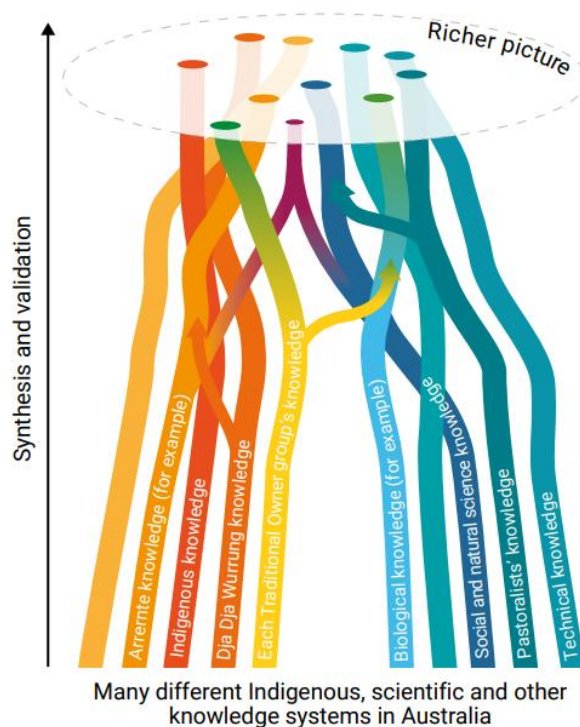 Richer picture
Synthesis and validation
Arrernte knowledge (for example)
Indigenous knowledge
Dja Dja Wurrung knowledge
Each Traditional Owner group's knowledge
Biological knowledge (for example)
Social and natural science knowledge
Pastoralists' knowledge
Technical knowledge
Many different Indigenous, scientific and other
knowledge systems in Australia